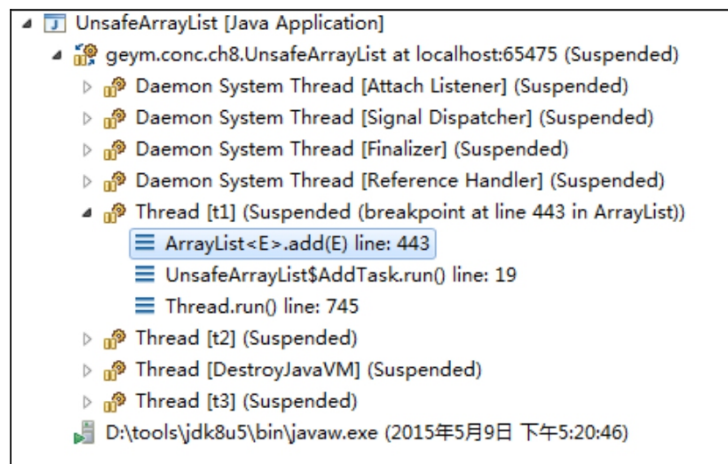 UnsafeArrayList [Java Application]
geym.conc.ch8.UnsafeArrayList at localhost:65475 (Suspended)
Daemon System Thread [Attach Listener] (Suspended)
Daemon System Thread [Signal Dispatcher] (Suspended)
Daemon System Thread [Finalizer] (Suspended)
Daemon System Thread [Reference Handler] (Suspended)
Thread [t1] (Suspended (breakpoint at line 443 in ArrayList))
ArrayList<E>.add(E) line: 443
UnsafeArrayList$AddTask.run() line: 19
Thread.run() line: 745
Thread [t2] (Suspended)
Thread [DestroyJavaVM] (Suspended)
Thread [t3] (Suspended)
D:\tools\jdk8u5\bin\javaw.exe (2015年5月9日 下午5:20:46)